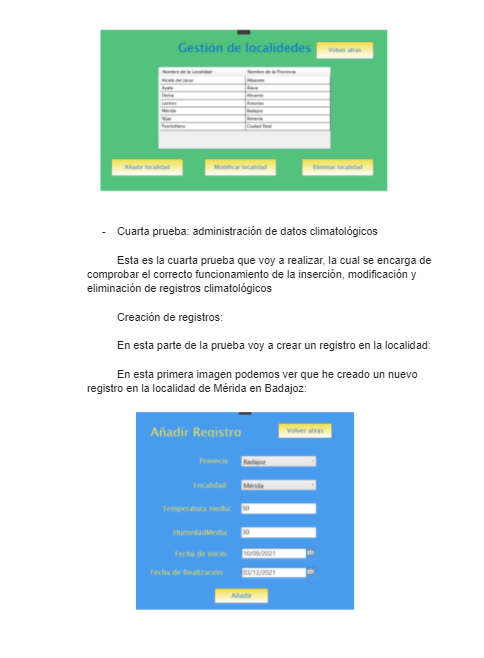 Gestión de localidedes
Volver atras
Nombre de la Localidad Nombre de la Provincia
Alcalá del Júcar Albacete
Ayala Álava
Denia Alicante
Lastres Asturias
Mérida Badajoz
Níjar Almería
Puertollano Ciudad Real
Añadir localidad Modificar localidad Eliminar localidad
- Cuarta prueba: administración de datos climatológicos
Esta es la cuarta prueba que voy a realizar, la cual se encarga de
comprobar el correcto funcionamiento de la inserción, modificación y
eliminación de registros climatológicos
Creación de registros:
En esta parte de la prueba voy a crear un registro en la localidad:
En esta primera imagen podemos ver que he creado un nuevo
registro en la localidad de Mérida en Badajoz:
Añadir Registro
Volver atras
Provincia: Badajoz
Localidad: Mérida
Temperatura media: 50
HumedadMedia: 30
Fecha de inicio: 10/09/2021
Fecha de finalización: 03/12/2021
Añadir